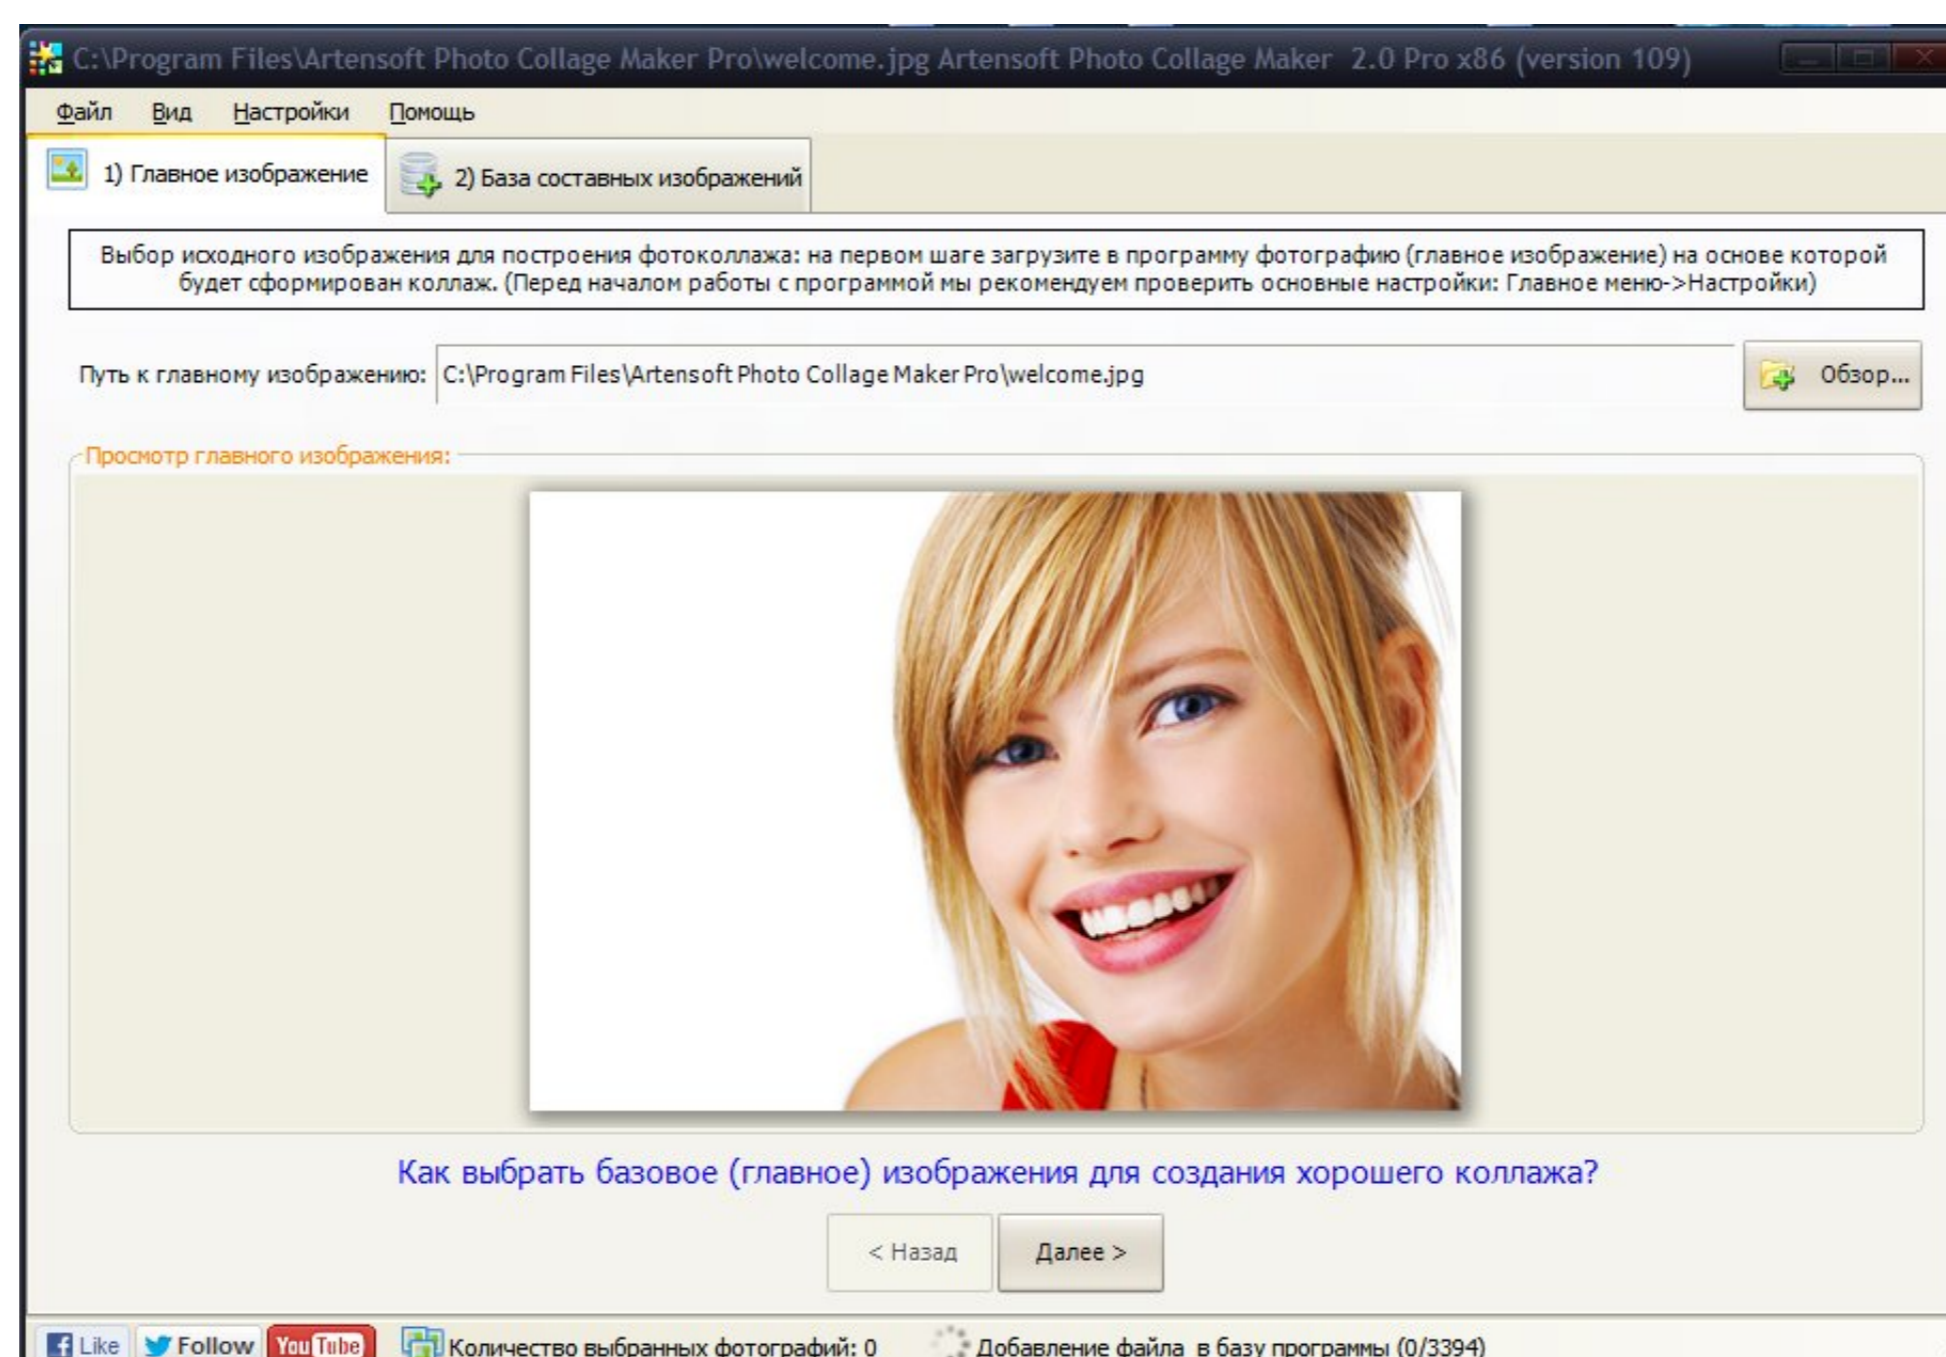 C:\Program Files\Artensoft Photo Collage Maker Pro\welcome.jpg Artensoft Photo Collage Maker 2.0 Pro x86 (version 109)
Файл Вид Настройки Помощь
1) Главное изображение 2) База составных изображений
Выбор исходного изображения для построения фотоколлажа: на первом шаге загрузите в программу фотографию (главное изображение) на основе которой
будет сформирован коллаж. (Перед началом работы с программой мы рекомендуем проверить основные настройки: Главное меню->Настройки)
Путь к главному изображению: C:\Program Files\Artensoft Photo Collage Maker Pro\welcome.jpg Обзор...
Просмотр главного изображения:
Как выбрать базовое (главное) изображения для создания хорошего коллажа?
< Назад Далее >
Like Follow YouTube Количество выбранных фотографий: 0 Добавление файла в базу программы (0/3394)